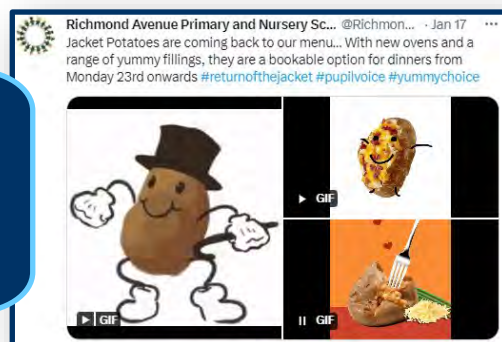 Richmond Avenue Primary and Nursery Sc... @Richmon... · Jan 17 ...
Jacket Potatoes are coming back to our menu... With new ovens and a
range of yummy fillings, they are a bookable option for dinners from
Monday 23rd onwards #returnofthejacket #pupilvoice #yummychoice
GIF
GIF
GIF